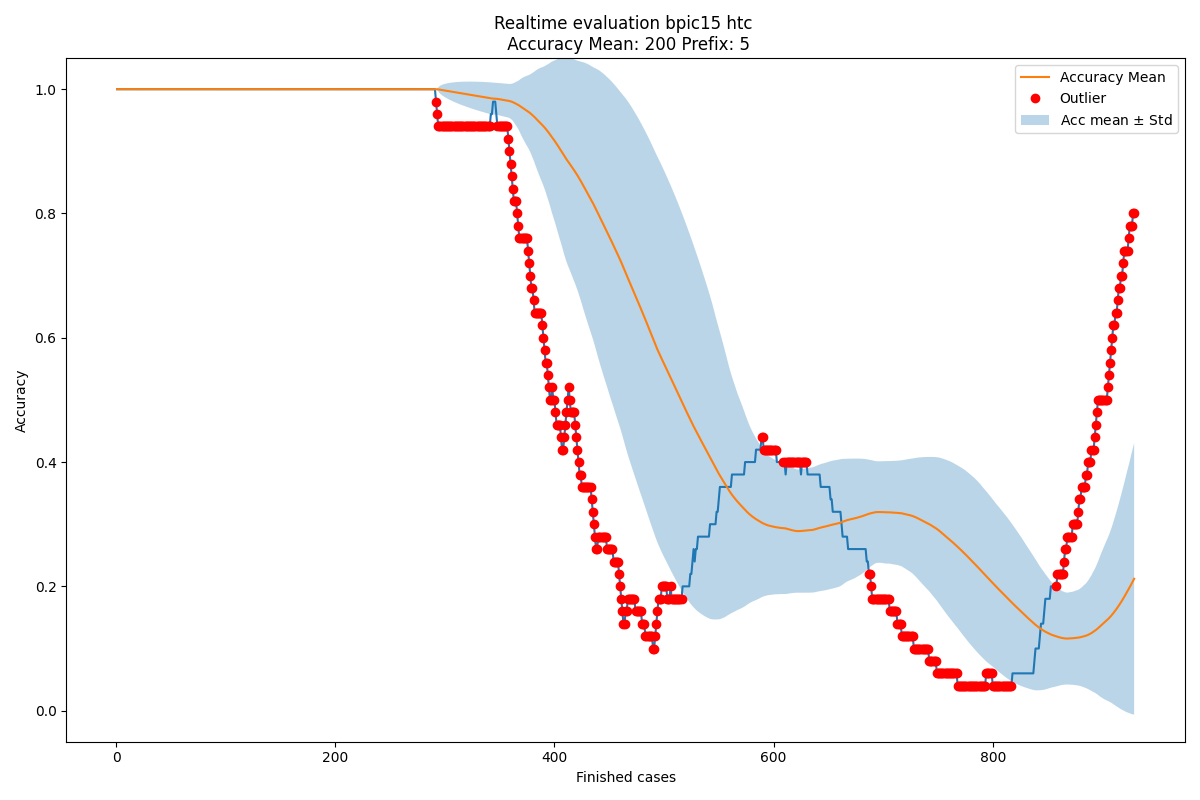 Realtime evaluation bpic15 htc
Accuracy Mean: 200 Prefix: 5
Accuracy Mean
Outlier
Acc mean ± Std
1.0
0.8
0.6
0.4
0.2
0.0
Accuracy
0
200
400
600
800
Finished cases